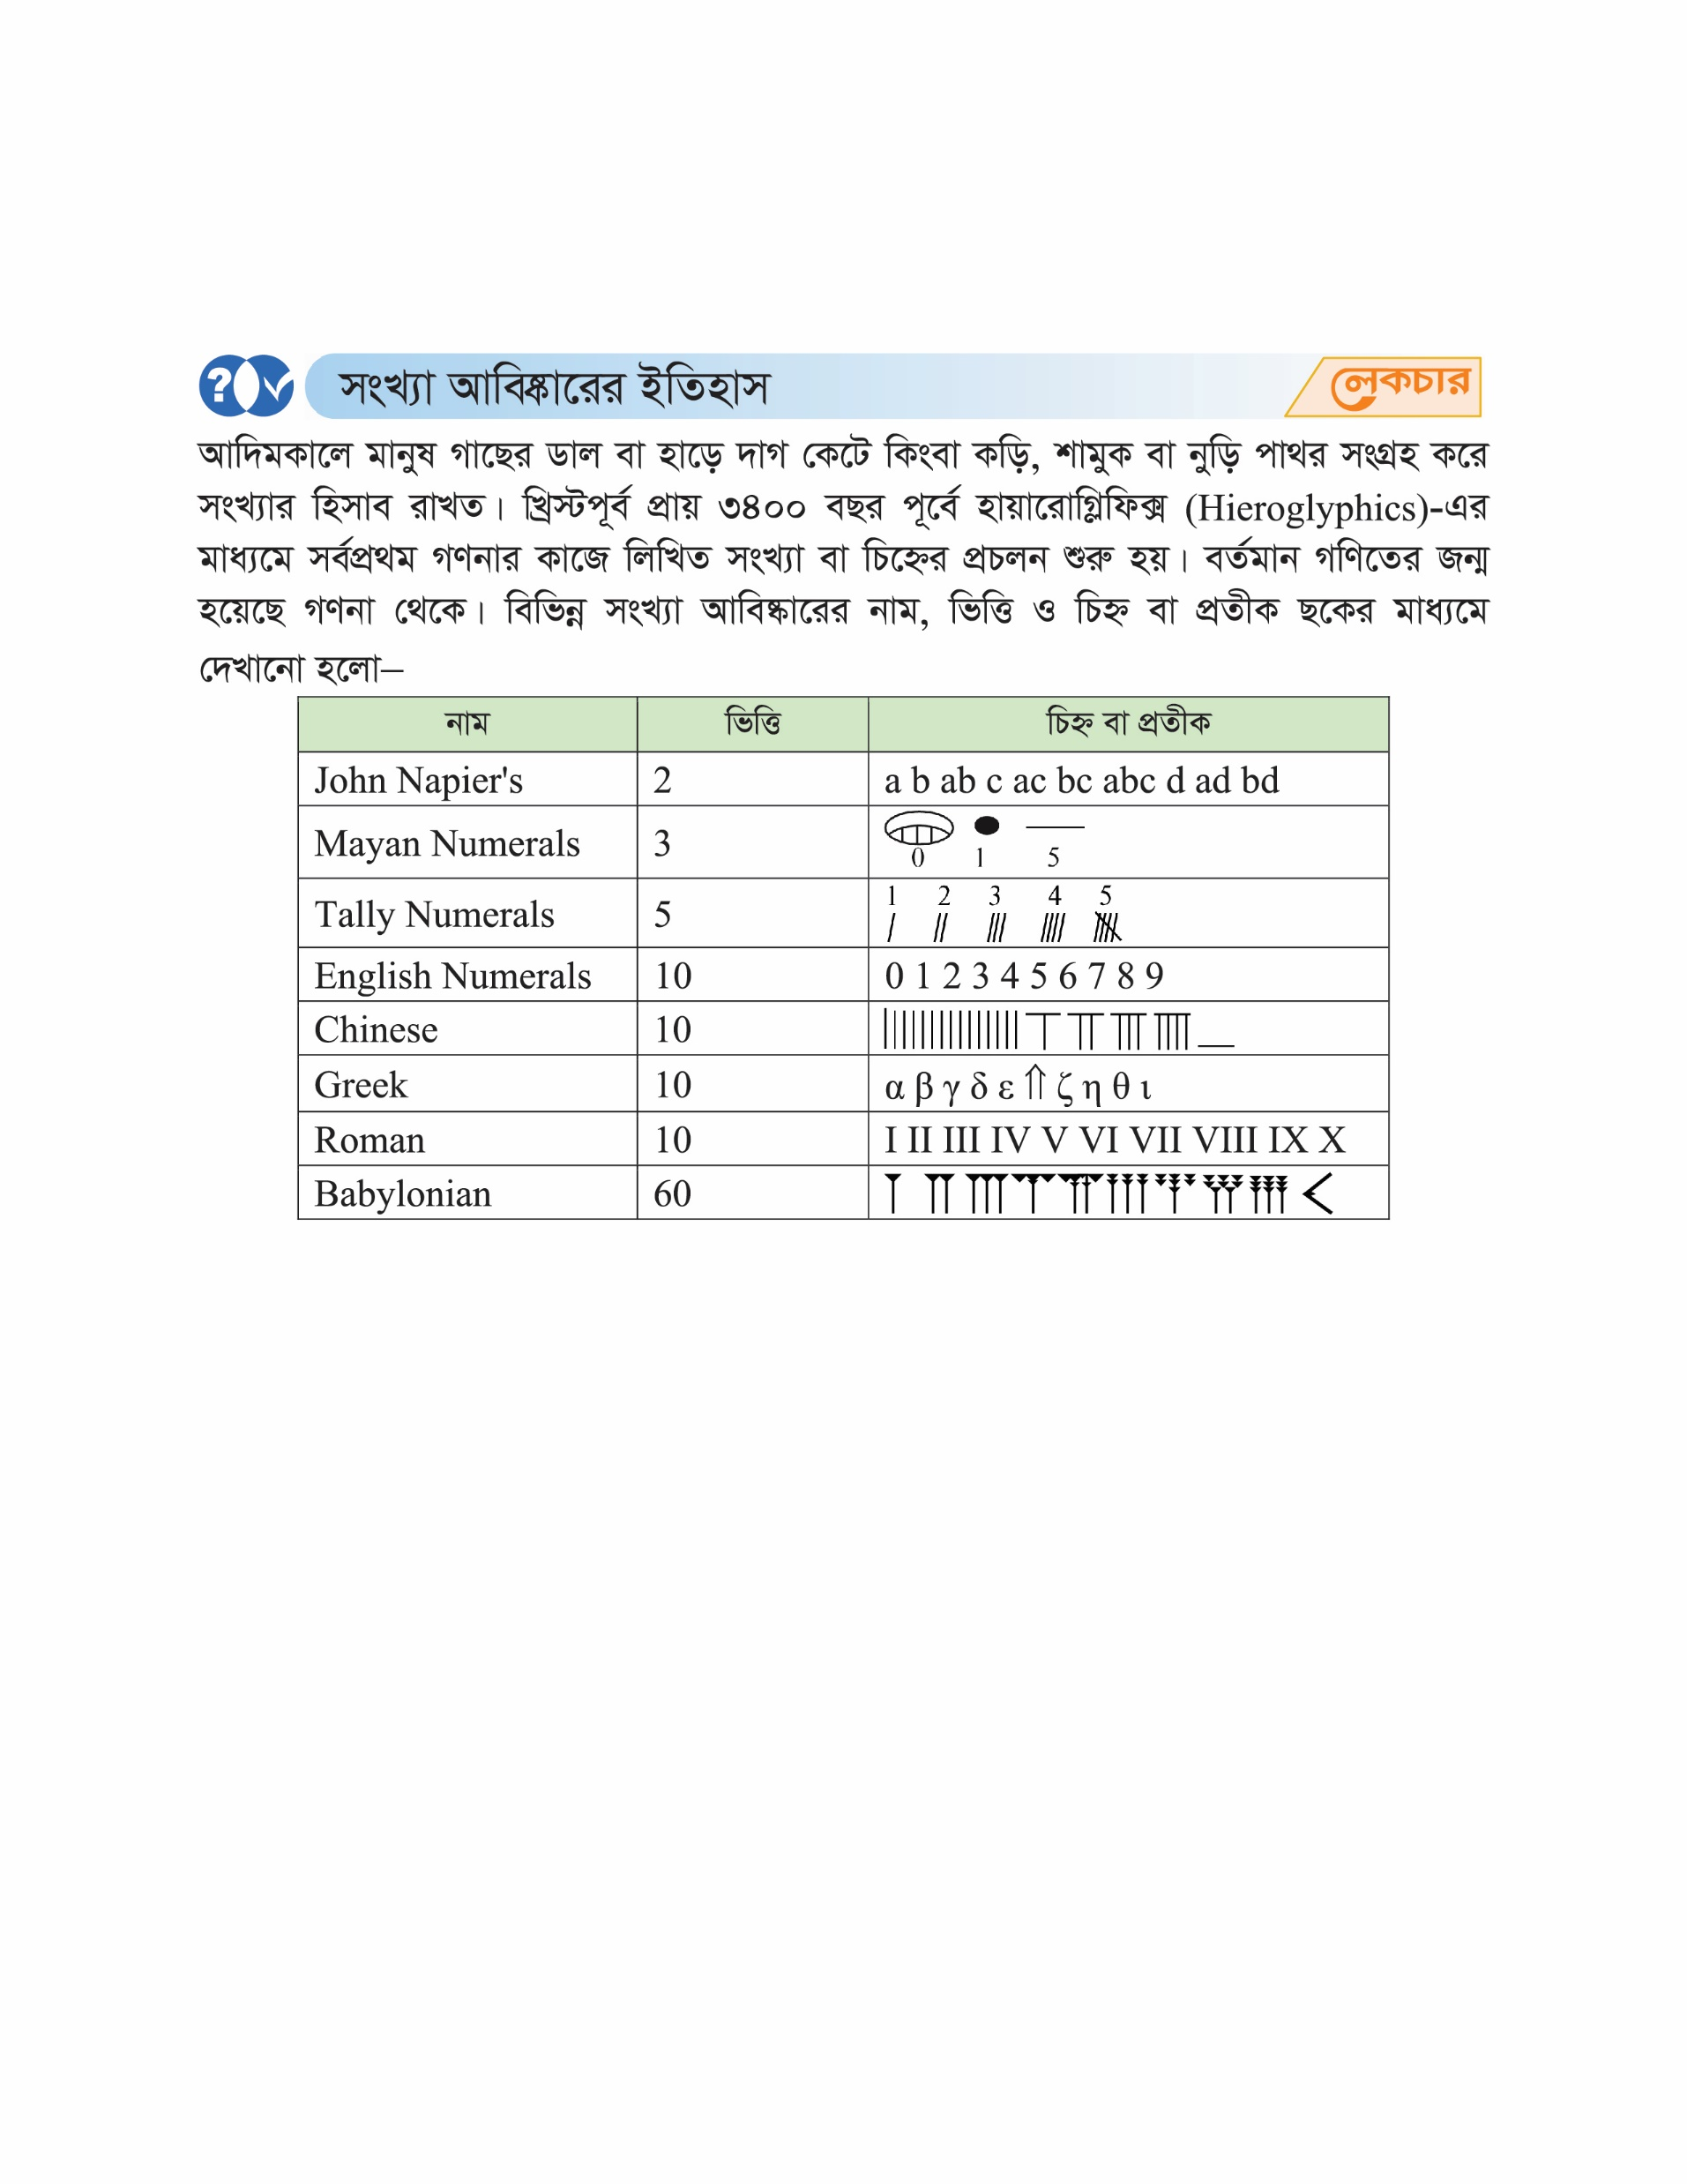 সংখ্যা আবিষ্কারের ইতিহাস
লেকচার
আদিমকালে মানুষ গাছের ডাল বা হাড়ে দাগ কেটে কিংবা কড়ি, শামুক বা নুড়ি পাথর সংগ্রহ করে
সংখ্যার হিসাব রাখত। খ্রিস্টপূর্ব প্রায় ৩৪০০ বছর পূর্বে হায়ারোগ্লিফিক্স (Hieroglyphics)-এর
মাধ্যমে সর্বপ্রথম গণনার কাজে লিখিত সংখ্যা বা চিহ্নের প্রচলন শুরু হয়। বর্তমান গণিতের জন্ম
হয়েছে গণনা থেকে। বিভিন্ন সংখ্যা আবিষ্কারের নাম, ভিত্তি ও চিহ্ন বা প্রতীক ছকের মাধ্যমে
দেখানো হলো–
নাম ভিত্তি চিহ্ন বা প্রতীক
John Napier's 2 a b ab c ac bc abc d ad bd
Mayan Numerals 3 0 1 5
Tally Numerals 5 1 2 3 4 5
English Numerals 10 0 1 2 3 4 5 6 7 8 9
Chinese 10
Greek 10 α β γ δ ε ⇑ ζ η θ ι
Roman 10 I II III IV V VI VII VIII IX X
Babylonian 60